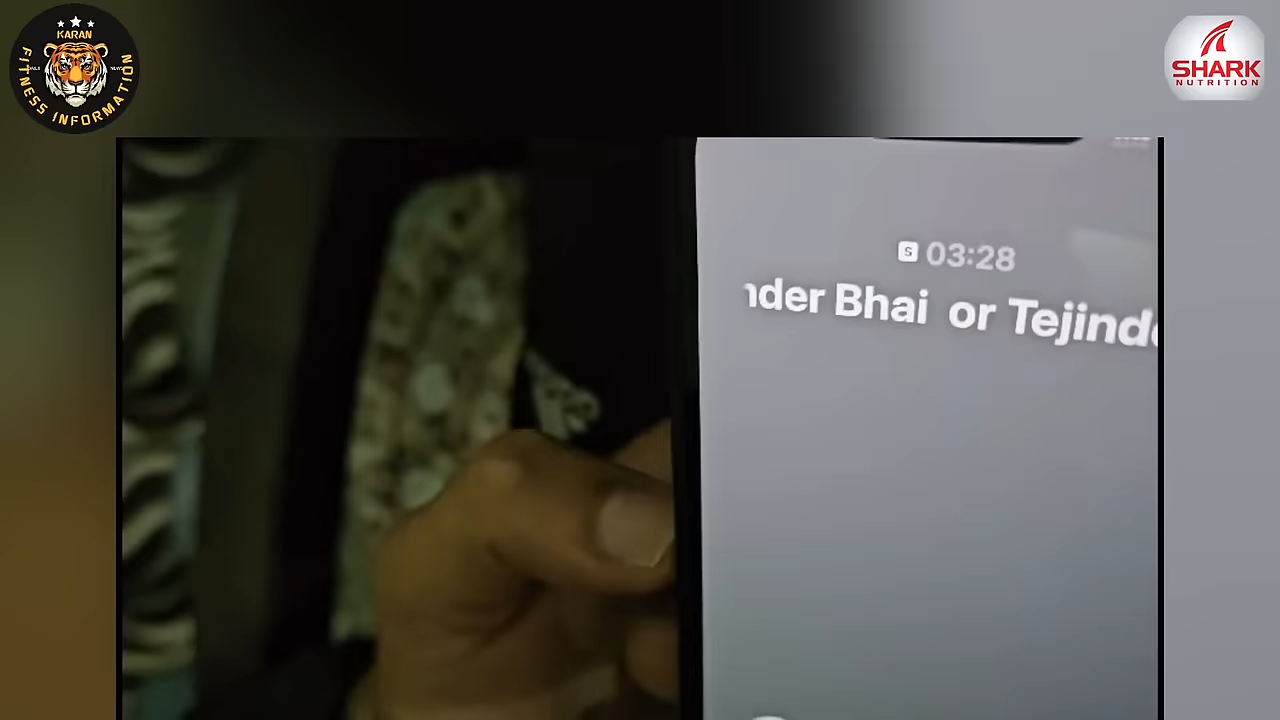 KARAN
FITNESS INFORMATION
SHARK
NUTRITION
S 03:28
nder Bhai or Tejind